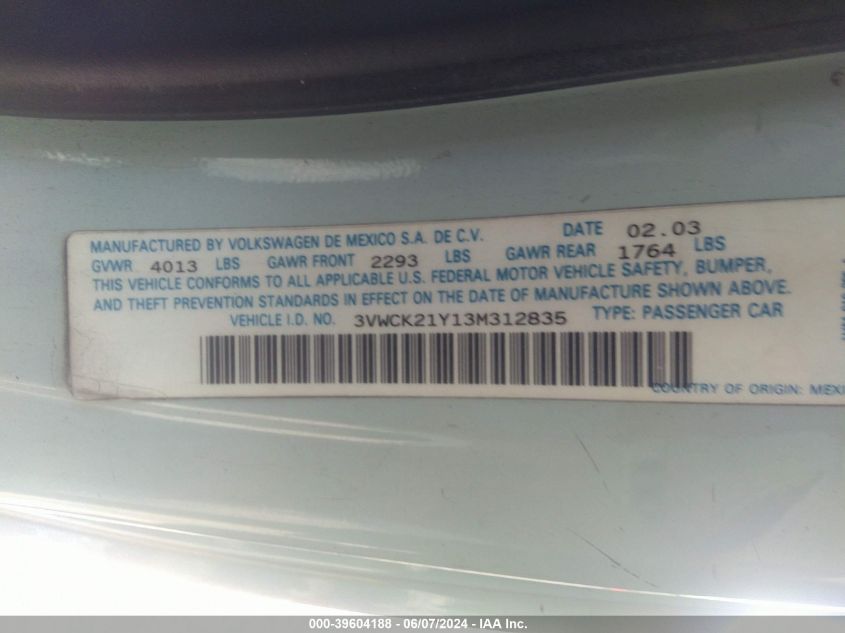 MANUFACTURED BY VOLKSWAGEN DE MEXICO S.A. DE C.V. DATE 02.03
GVWR 4013 LBS GAWR FRONT 2293 LBS GAWR REAR 1764 LBS
THIS VEHICLE CONFORMS TO ALL APPLICABLE U.S. FEDERAL MOTOR VEHICLE SAFETY, BUMPER,
AND THEFT PREVENTION STANDARDS IN EFFECT ON THE DATE OF MANUFACTURE SHOWN ABOVE.
VEHICLE I.D. NO. 3VWCK21Y13M312835 TYPE: PASSENGER CAR
COUNTRY OF ORIGIN: MEXI
000-39604188 - 06/07/2024 - IAA Inc.